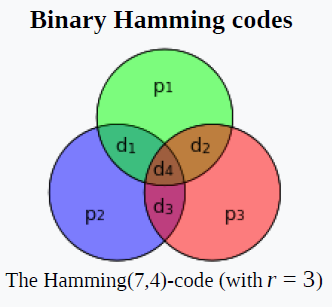 Binary Hamming codes
p1
d1 d2
d4
d3
p2 p3
The Hamming(7,4)-code (with r = 3)